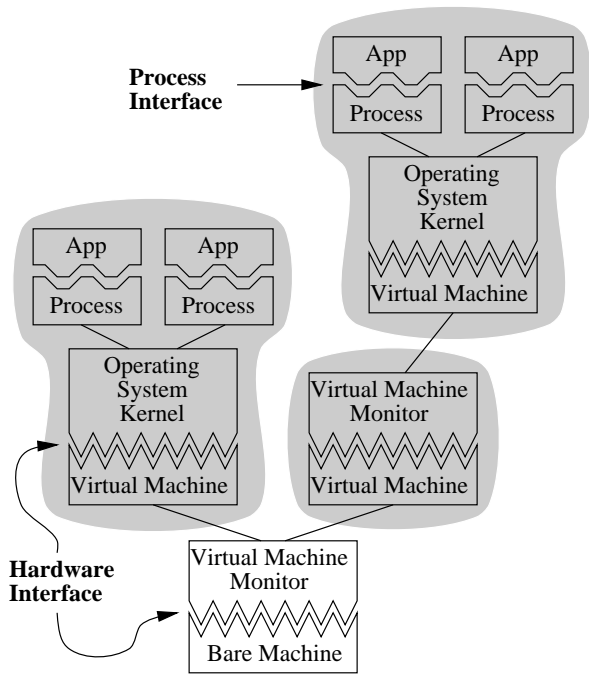 App
App
Process
Interface
Process
Process
Operating
System
Kernel
Virtual Machine
App
App
Process
Process
Operating
System
Kernel
Virtual Machine
Virtual Machine
Monitor
Virtual Machine
Hardware
Interface
Virtual Machine
Monitor
Bare Machine